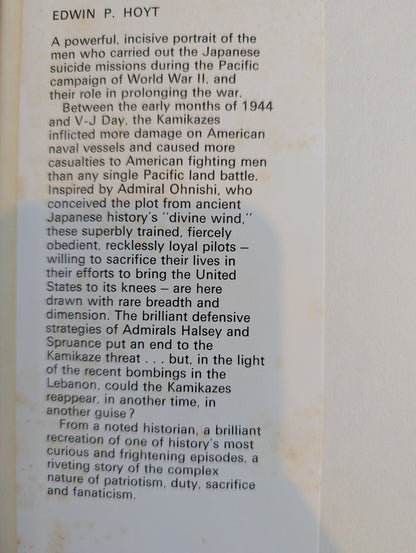 EDWIN P. HOYT
A powerful, incisive portrait of the
men who carried out the Japanese
suicide missions during the Pacific
campaign of World War II, and
their role in prolonging the war.
Between the early months of 1944
and V-J Day, the Kamikazes
inflicted more damage on American
naval vessels and caused more
casualties to American fighting men
than any single Pacific land battle.
Inspired by Admiral Ohnishi, who
conceived the plot from ancient
Japanese history's "divine wind,"
these superbly trained, fiercely
obedient, recklessly loyal pilots —
willing to sacrifice their lives in
their efforts to bring the United
States to its knees — are here
drawn with rare breadth and
dimension. The brilliant defensive
strategies of Admirals Halsey and
Spruance put an end to the
Kamikaze threat . . . but, in the light
of the recent bombings in the
Lebanon, could the Kamikazes
reappear, in another time, in
another guise?
From a noted historian, a brilliant
recreation of one of history's most
curious and frightening episodes, a
riveting story of the complex
nature of patriotism, duty, sacrifice
and fanaticism.